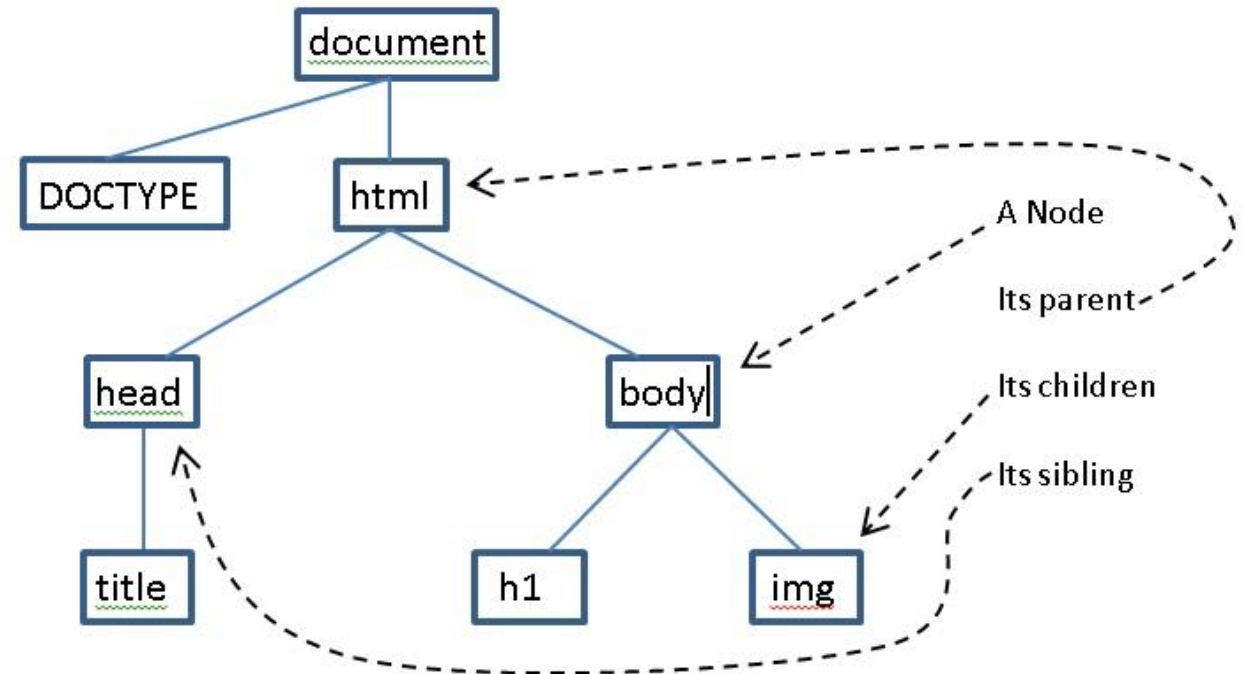 document
DOCTYPE
html
A Node
Its parent
head
body
Its children
Its sibling
title
h1
img